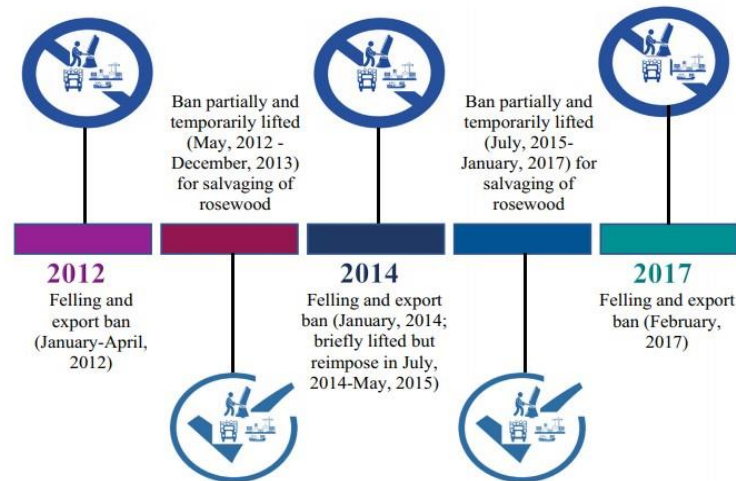 Ban partially and
temporarily lifted
(May, 2012 -
December, 2013)
for salvaging of
rosewood
Ban partially and
temporarily lifted
(July, 2015-
January, 2017) for
salvaging of
rosewood
2012
Felling and
export ban
(January-April,
2012)
2014
Felling and export
ban (January, 2014;
briefly lifted but
reimpose in July,
2014-May, 2015)
2017
Felling and export
ban (February,
2017)